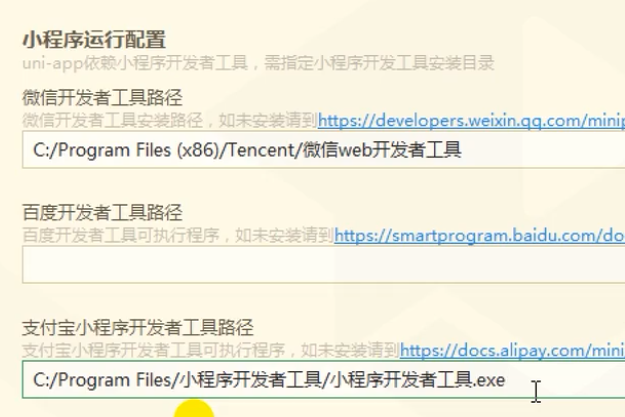 小程序运行配置
uni-app依赖小程序开发者工具，需指定小程序开发工具安装目录
微信开发者工具路径
微信开发者工具安装路径，如未安装请到https://developers.weixin.qq.com/minip
C:/Program Files (x86)/Tencent/微信web开发者工具
百度开发者工具路径
百度开发者工具可执行程序，如未安装请到https://smartprogram.baidu.com/do
支付宝小程序开发者工具路径
支付宝小程序开发者工具可执行程序，如未安装请到https://docs.alipay.com/mini
C:/Program Files/小程序开发者工具/小程序开发者工具.exe